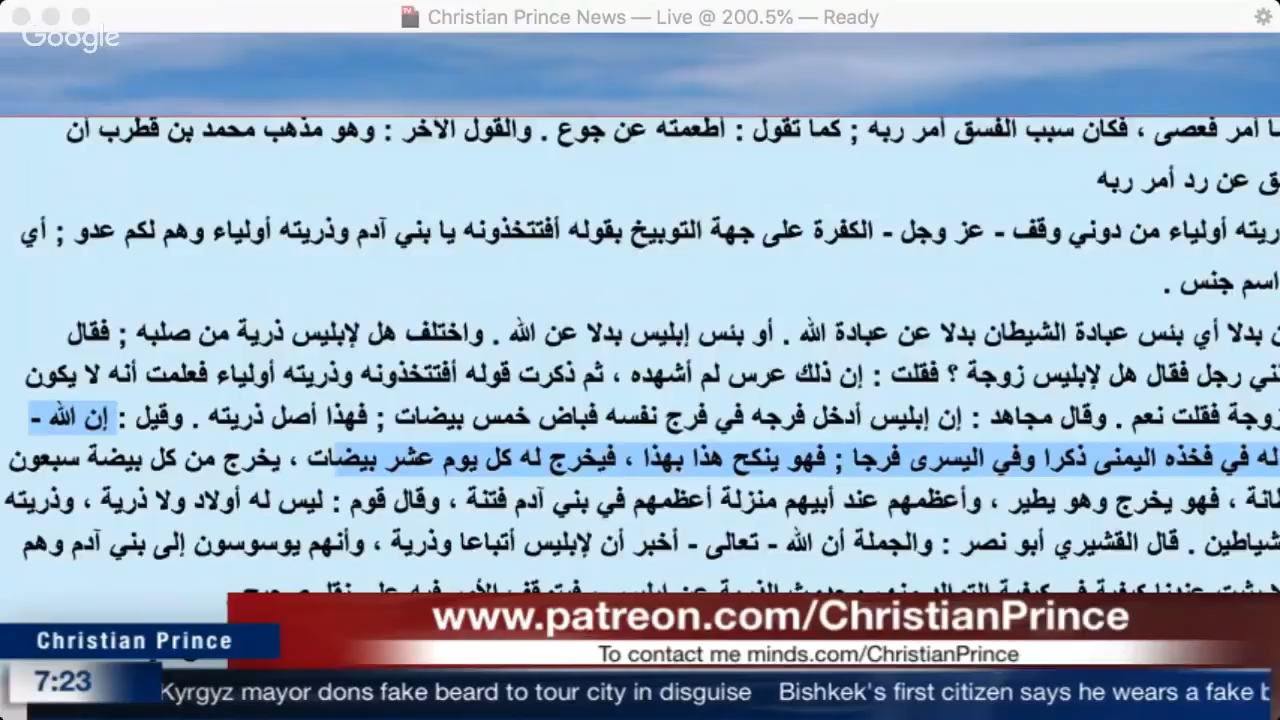 Christian Prince News — Live @ 200.5% — Ready
Google
ا أمر فعصى ، فكان سبب الفسق أمر ربه ; كما تقول : أطعمته عن جوع . والقول الآخر : وهو مذهب محمد بن قطرب أن
ق عن رد أمر ربه
ريته أولياء من دوني وقف - عز وجل - الكفرة على جهة التوبيخ بقوله أفتتخذونه يا بني آدم وذريته أولياء وهم لكم عدو ; أي
اسم جنس .
ن بدلا أي بئس عبادة الشيطان بدلا عن عبادة الله . أو بئس إبليس بدلا عن الله . واختلف هل لإبليس ذرية من صلبه ; فقال
ني رجل فقال هل لإبليس زوجة ؟ فقلت : إن ذلك عرس لم أشهده ، ثم ذكرت قوله أفتتخذونه وذريته أولياء فعلمت أنه لا يكون
زوجة فقلت نعم . وقال مجاهد : إن إبليس أدخل فرجه في فرج نفسه فباض خمس بيضات ; فهذا أصل ذريته . وقيل : إن الله -
له في فخذه اليمنى ذكرا وفي اليسرى فرجا ; فهو ينكح هذا بهذا ، فيخرج له كل يوم عشر بيضات ، يخرج من كل بيضة سبعون
انة ، فهو يخرج وهو يطير ، وأعظمهم عند أبيهم منزلة أعظمهم في بني آدم فتنة ، وقال قوم : ليس له أولاد ولا ذرية ، وذريته
شياطين . قال القشيري أبو نصر : والجملة أن الله - تعالى - أخبر أن لإبليس أتباعا وذرية ، وأنهم يوسوسون إلى بني آدم وهم
www.patreon.com/ChristianPrince
Christian Prince
To contact me minds.com/ChristianPrince
7:23
Kyrgyz mayor dons fake beard to tour city in disguise Bishkek's first citizen says he wears a fake b